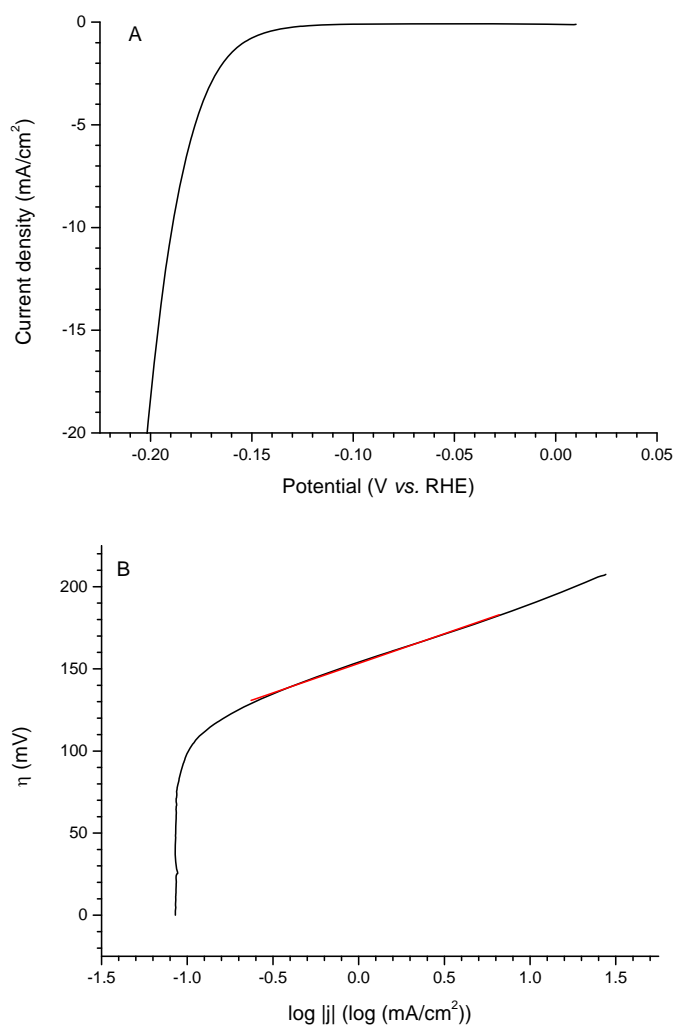 A
0
-5
-10
-15
-20
-0.20 -0.15 -0.10 -0.05 0.00 0.05
Current density (mA/cm²)
Potential (V vs. RHE)
B
200
150
100
50
0
-1.5 -1.0 -0.5 0.0 0.5 1.0 1.5
η (mV)
log |j| (log (mA/cm²))